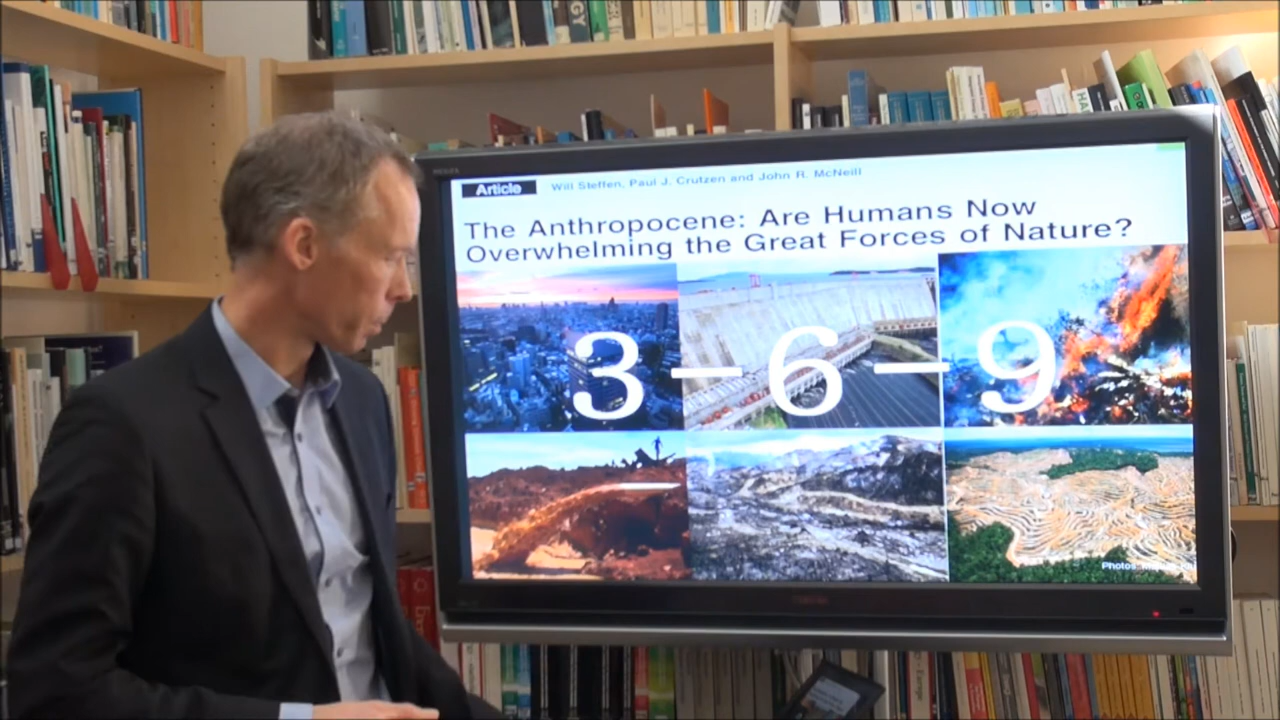 Article
Will Steffen, Paul J. Crutzen and John R. McNeill
The Anthropocene: Are Humans Now
Overwhelming the Great Forces of Nature?
3 – 6 – 9
Photos: